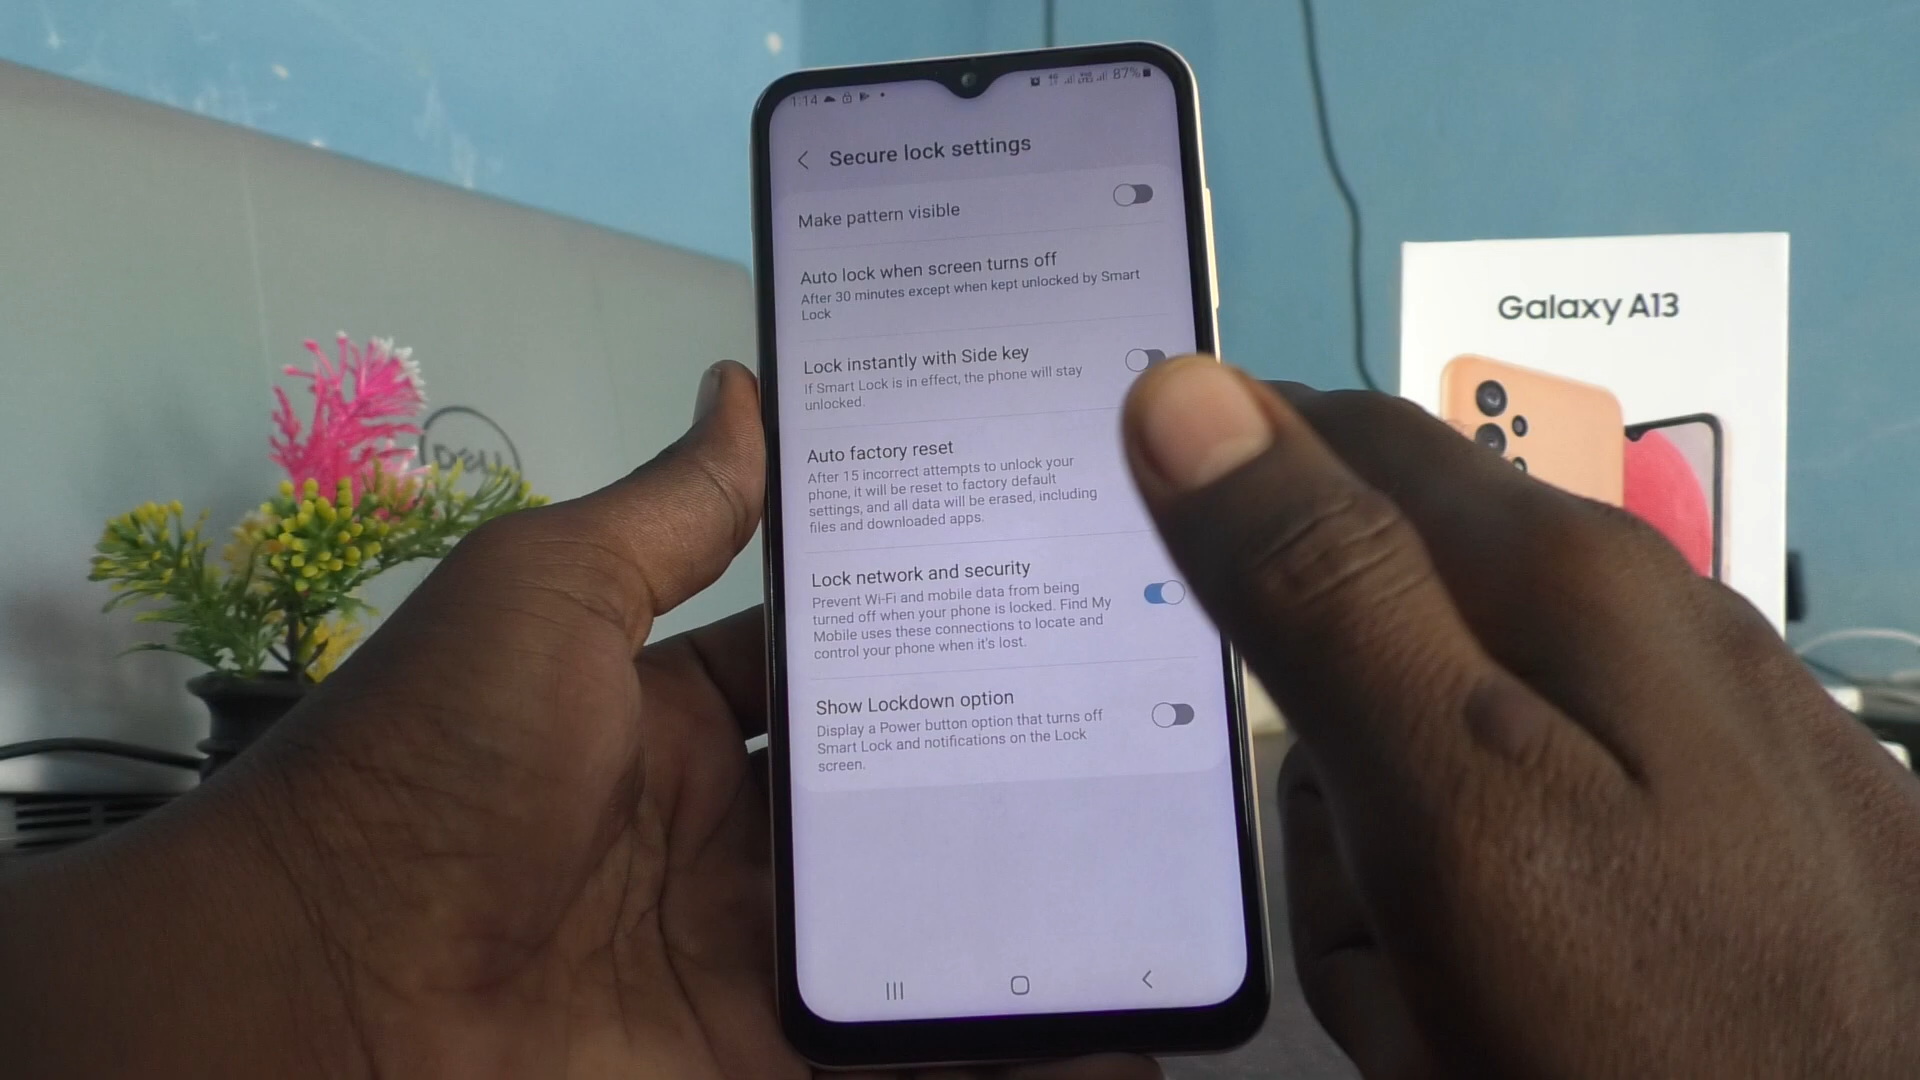 1:14
87%
Secure lock settings
Make pattern visible
Auto lock when screen turns off
After 30 minutes except when kept unlocked by Smart
Lock
Lock instantly with Side key
If Smart Lock is in effect, the phone will stay
unlocked.
Auto factory reset
After 15 incorrect attempts to unlock your
phone, it will be reset to factory default
settings, and all data will be erased, including
files and downloaded apps.
Lock network and security
Prevent Wi-Fi and mobile data from being
turned off when your phone is locked. Find My
Mobile uses these connections to locate and
control your phone when it's lost.
Show Lockdown option
Display a Power button option that turns off
Smart Lock and notifications on the Lock
screen.
Galaxy A13
DELL